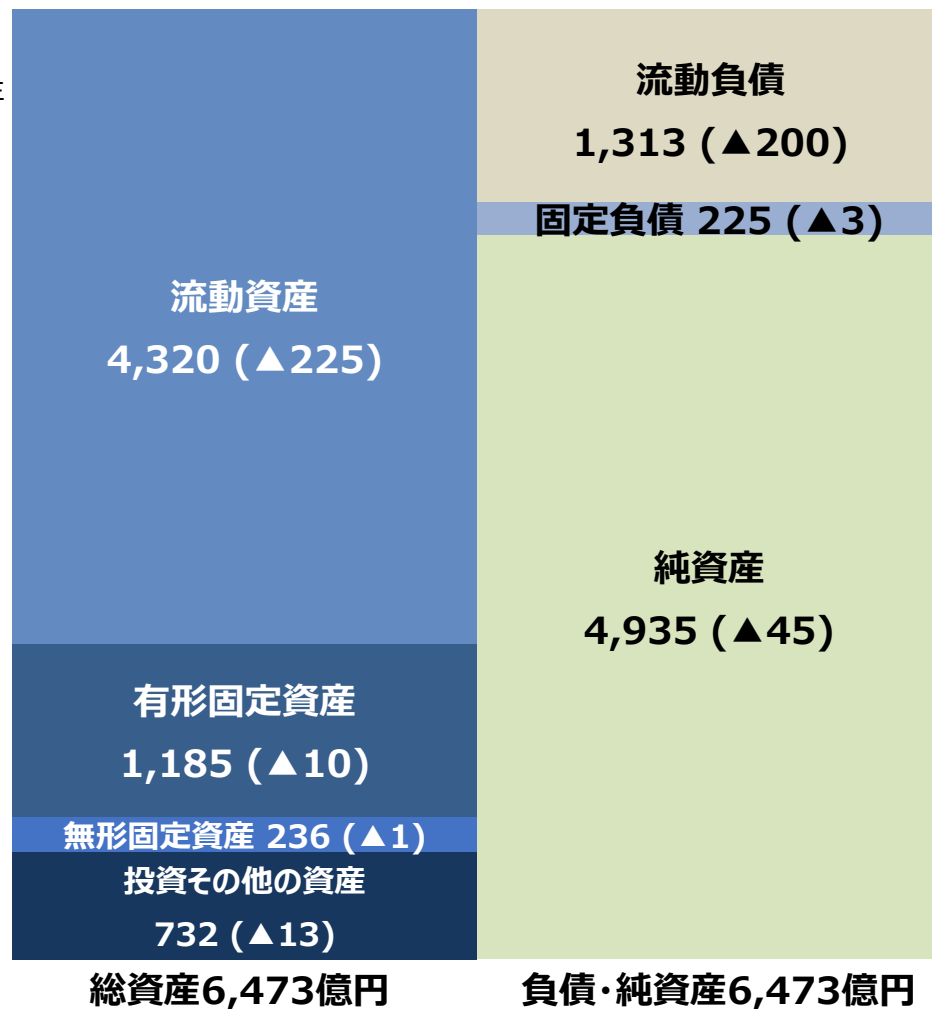 流動資産
4,320 (▲225)
有形固定資産
1,185 (▲10)
無形固定資産 236 (▲1)
投資その他の資産
732 (▲13)
総資産6,473億円
流動負債
1,313 (▲200)
固定負債 225 (▲3)
純資産
4,935 (▲45)
負債・純資産6,473億円